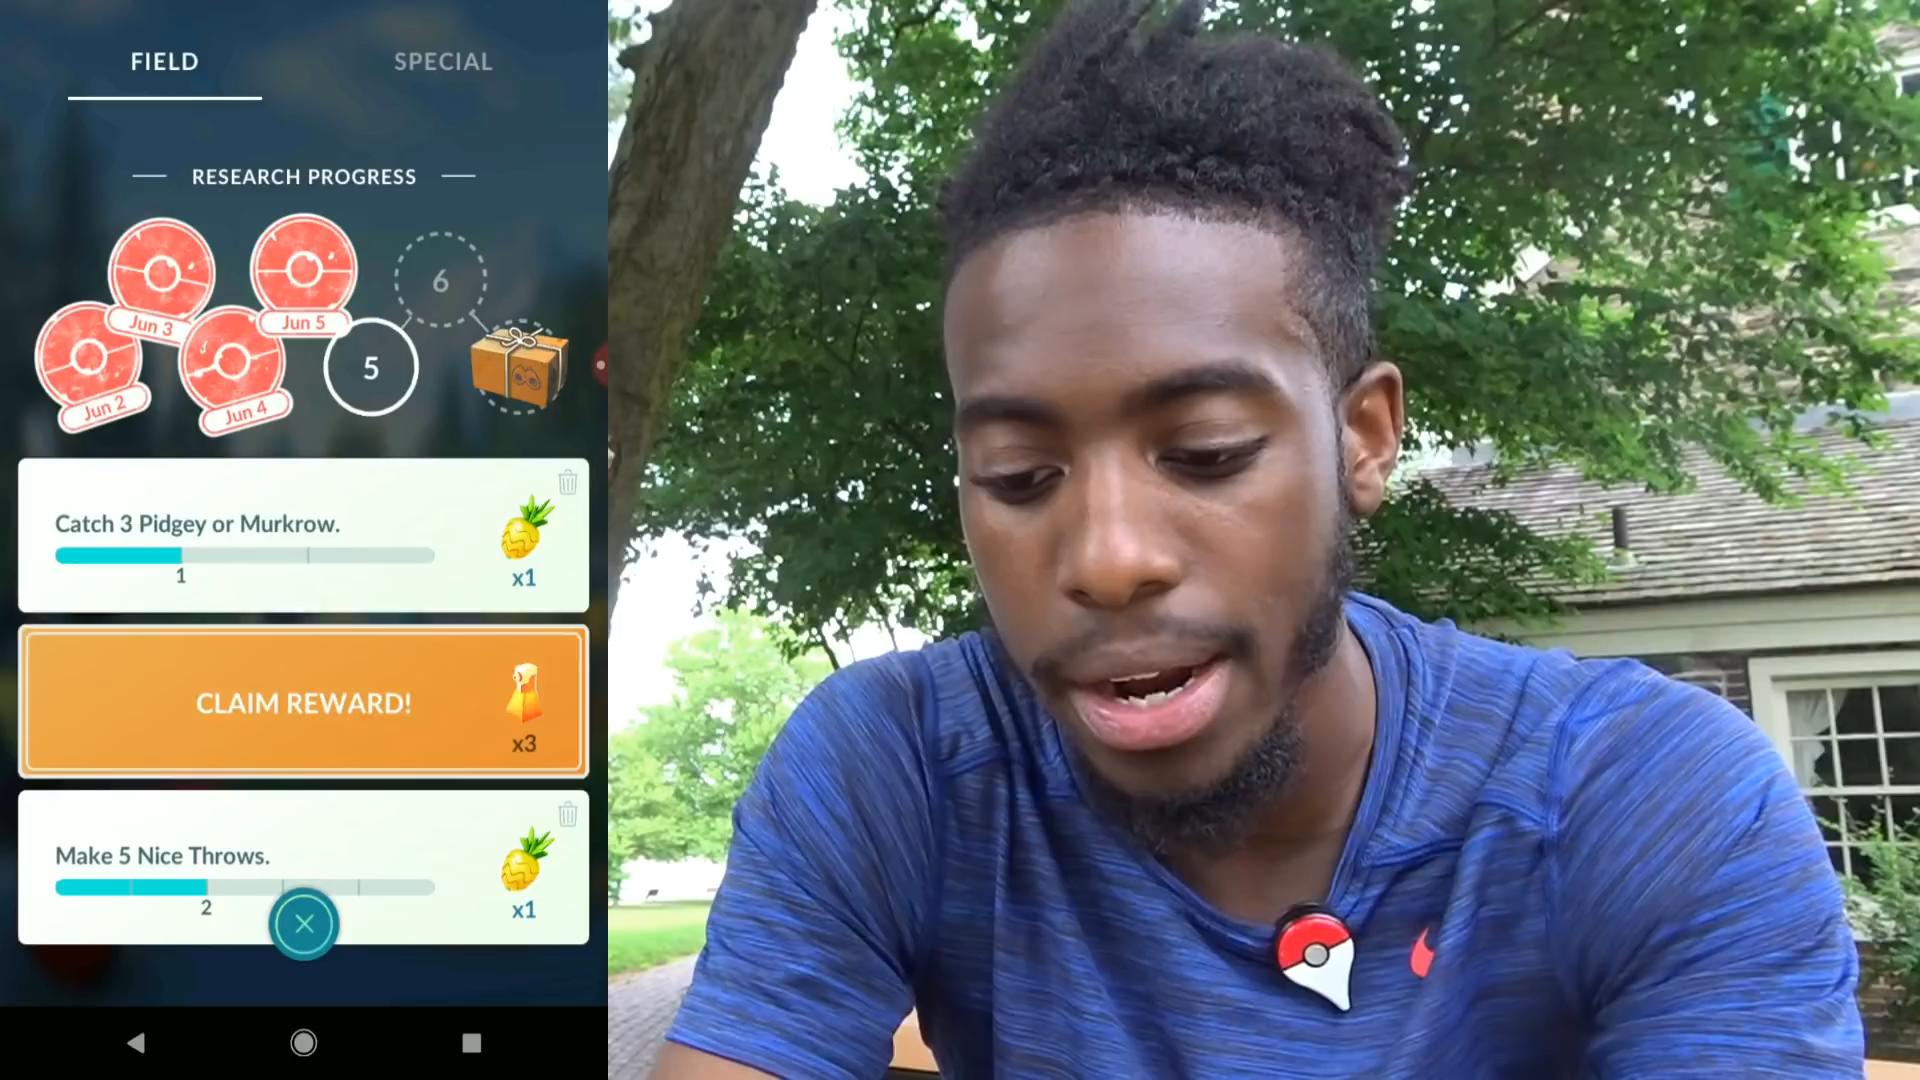 FIELD
SPECIAL
RESEARCH PROGRESS
6
Jun 3
Jun 5
5
Jun 2
Jun 4
Catch 3 Pidgey or Murkrow.
1
x1
CLAIM REWARD!
x3
Make 5 Nice Throws.
2
x1